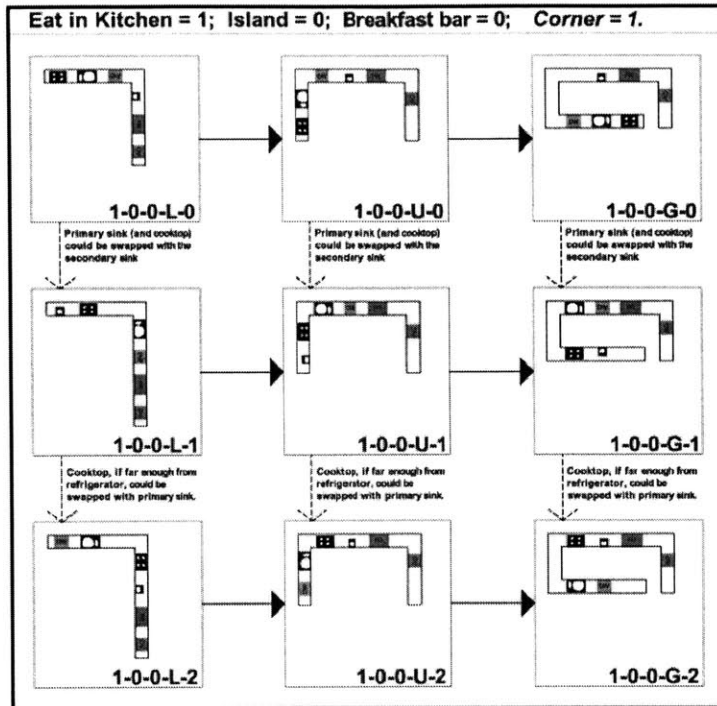 Eat in Kitchen = 1; Island = 0; Breakfast bar = 0; Corner = 1.
1-0-0-L-0
1-0-0-U-0
1-0-0-G-0
Primary sink (and cooktop)
could be swapped with the
secondary sink
Primary sink (and cooktop)
could be swapped with the
secondary sink
Primary sink (and cooktop)
could be swapped with the
secondary sink
1-0-0-L-1
1-0-0-U-1
1-0-0-G-1
Cooktop, if far enough from
refrigerator, could be
swapped with primary sink.
Cooktop, if far enough from
refrigerator, could be
swapped with primary sink.
Cooktop, if far enough from
refrigerator, could be
swapped with primary sink.
1-0-0-L-2
1-0-0-U-2
1-0-0-G-2